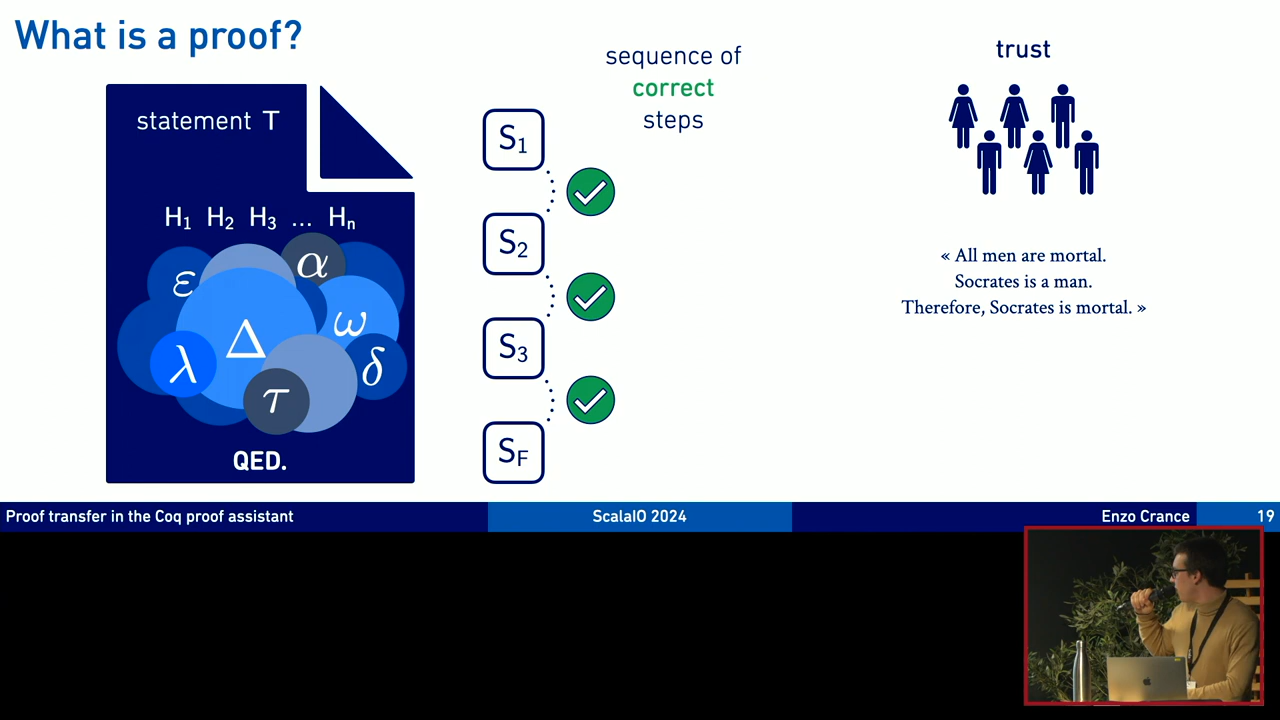 What is a proof?
statement T
H1 H2 H3 ... Hn
ε
α
Δ
ω
λ
δ
τ
QED.
S1
S2
S3
SF
sequence of
correct
steps
trust
« All men are mortal.
Socrates is a man.
Therefore, Socrates is mortal. »
Proof transfer in the Coq proof assistant
ScalaIO 2024
Enzo Crance
19